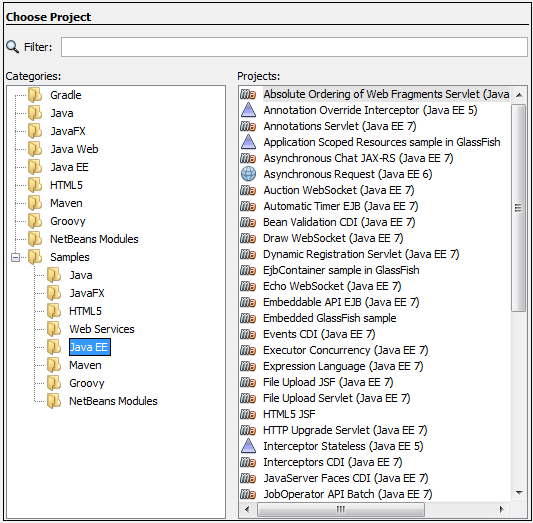 Choose Project
Filter:
Categories:
Gradle
Java
JavaFX
Java Web
Java EE
HTML5
Maven
Groovy
NetBeans Modules
Samples
Java
JavaFX
HTML5
Web Services
Java EE
Maven
Groovy
NetBeans Modules
Projects:
Absolute Ordering of Web Fragments Servlet (Java
Annotation Override Interceptor (Java EE 5)
Annotations Servlet (Java EE 7)
Application Scoped Resources sample in GlassFish
Asynchronous Chat JAX-RS (Java EE 7)
Asynchronous Request (Java EE 6)
Auction WebSocket (Java EE 7)
Automatic Timer EJB (Java EE 7)
Bean Validation CDI (Java EE 7)
Draw WebSocket (Java EE 7)
Dynamic Registration Servlet (Java EE 7)
EjbContainer sample in GlassFish
Echo WebSocket (Java EE 7)
Embeddable API EJB (Java EE 7)
Embedded GlassFish sample
Events CDI (Java EE 7)
Executor Concurrency (Java EE 7)
Expression Language (Java EE 7)
File Upload JSF (Java EE 7)
File Upload Servlet (Java EE 7)
HTML5 JSF
HTTP Upgrade Servlet (Java EE 7)
Interceptor Stateless (Java EE 5)
Interceptors CDI (Java EE 7)
JavaServer Faces CDI (Java EE 7)
JobOperator API Batch (Java EE 7)